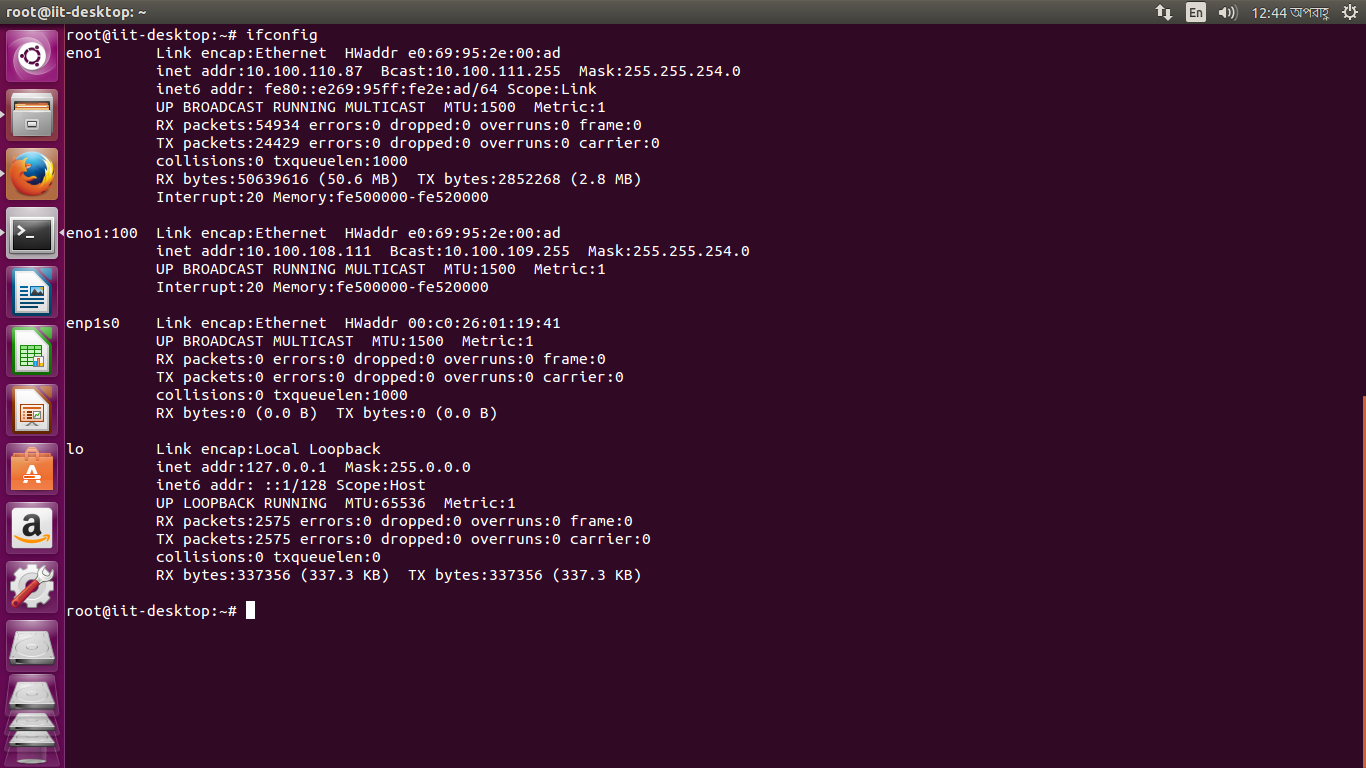 root@iit-desktop: ~
En
12:44 অপরাহ্ণ
root@iit-desktop:~# ifconfig
eno1      Link encap:Ethernet  HWaddr e0:69:95:2e:00:ad
          inet addr:10.100.110.87  Bcast:10.100.111.255  Mask:255.255.254.0
          inet6 addr: fe80::e269:95ff:fe2e:ad/64 Scope:Link
          UP BROADCAST RUNNING MULTICAST  MTU:1500  Metric:1
          RX packets:54934 errors:0 dropped:0 overruns:0 frame:0
          TX packets:24429 errors:0 dropped:0 overruns:0 carrier:0
          collisions:0 txqueuelen:1000
          RX bytes:50639616 (50.6 MB)  TX bytes:2852268 (2.8 MB)
          Interrupt:20 Memory:fe500000-fe520000

eno1:100  Link encap:Ethernet  HWaddr e0:69:95:2e:00:ad
          inet addr:10.100.108.111  Bcast:10.100.109.255  Mask:255.255.254.0
          UP BROADCAST RUNNING MULTICAST  MTU:1500  Metric:1
          Interrupt:20 Memory:fe500000-fe520000

enp1s0    Link encap:Ethernet  HWaddr 00:c0:26:01:19:41
          UP BROADCAST MULTICAST  MTU:1500  Metric:1
          RX packets:0 errors:0 dropped:0 overruns:0 frame:0
          TX packets:0 errors:0 dropped:0 overruns:0 carrier:0
          collisions:0 txqueuelen:1000
          RX bytes:0 (0.0 B)  TX bytes:0 (0.0 B)

lo        Link encap:Local Loopback
          inet addr:127.0.0.1  Mask:255.0.0.0
          inet6 addr: ::1/128 Scope:Host
          UP LOOPBACK RUNNING  MTU:65536  Metric:1
          RX packets:2575 errors:0 dropped:0 overruns:0 frame:0
          TX packets:2575 errors:0 dropped:0 overruns:0 carrier:0
          collisions:0 txqueuelen:0
          RX bytes:337356 (337.3 KB)  TX bytes:337356 (337.3 KB)

root@iit-desktop:~#